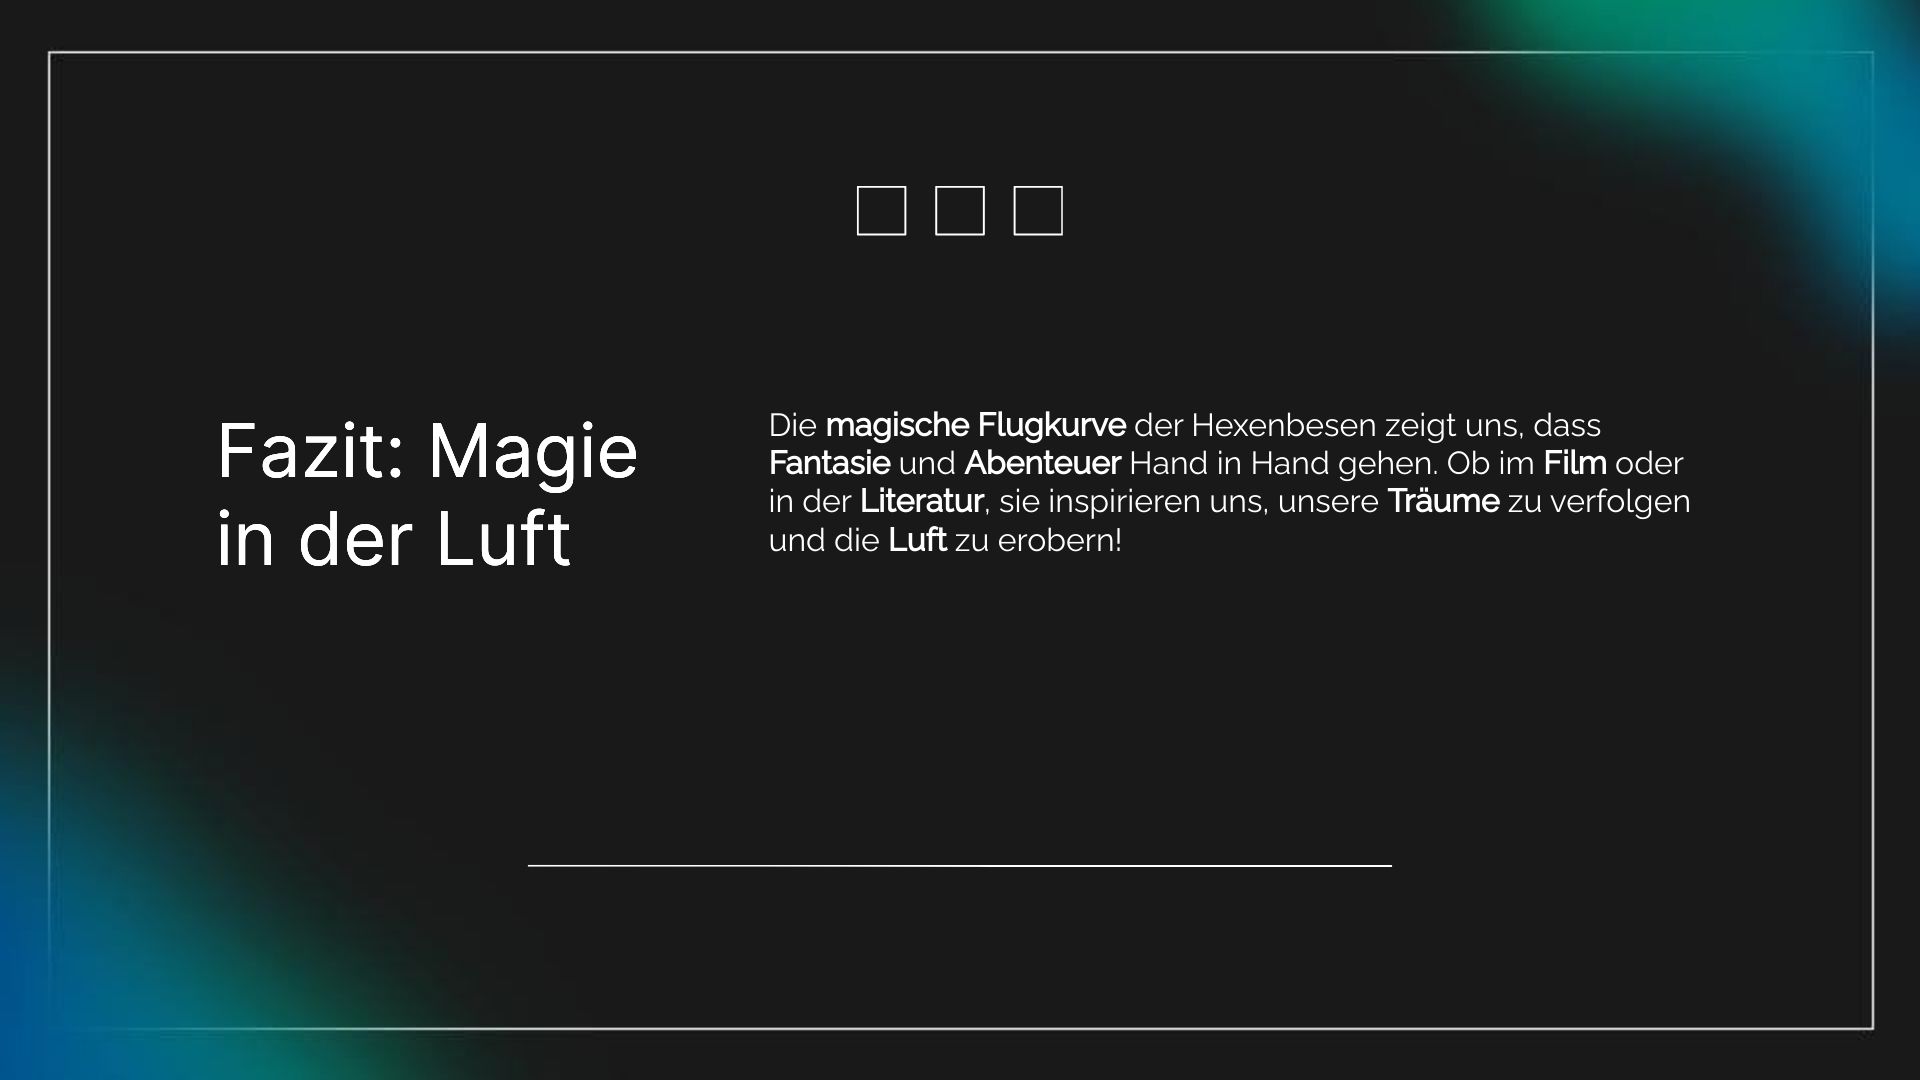 Fazit: Magie
in der Luft
Die magische Flugkurve der Hexenbesen zeigt uns, dass
Fantasie und Abenteuer Hand in Hand gehen. Ob im Film oder
in der Literatur, sie inspirieren uns, unsere Träume zu verfolgen
und die Luft zu erobern!